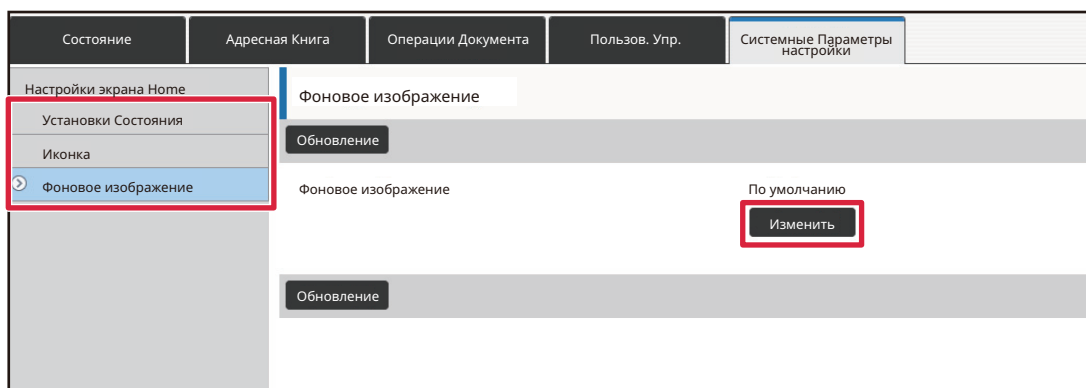 Состояние
Адресная Книга
Операции Документа
Пользов. Упр.
Системные Параметры
настройки
Настройки экрана Home
Установки Состояния
Иконка
Фоновое изображение
Фоновое изображение
Обновление
Фоновое изображение
По умолчанию
Изменить
Обновление